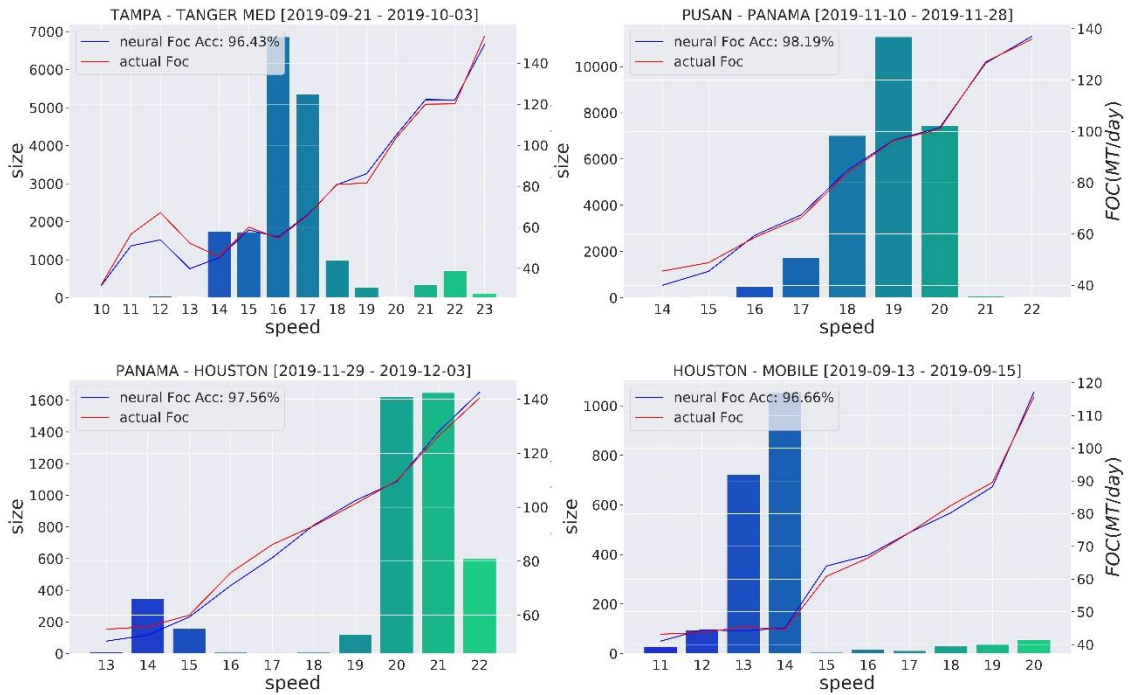 TAMPA - TANGER MED [2019-09-21 - 2019-10-03]
neural Foc Acc: 96.43%
actual Foc
7000
6000
5000
4000
3000
2000
1000
0
size
140
120
100
80
60
40
10 11 12 13 14 15 16 17 18 19 20 21 22 23
speed
PUSAN - PANAMA [2019-11-10 - 2019-11-28]
neural Foc Acc: 98.19%
actual Foc
10000
8000
6000
4000
2000
0
size
140
120
100
80
60
40
FOC(MT/day)
14 15 16 17 18 19 20 21 22
speed
PANAMA - HOUSTON [2019-11-29 - 2019-12-03]
neural Foc Acc: 97.56%
actual Foc
1600
1400
1200
1000
800
600
400
200
0
size
140
120
100
80
60
13 14 15 16 17 18 19 20 21 22
speed
HOUSTON - MOBILE [2019-09-13 - 2019-09-15]
neural Foc Acc: 96.66%
actual Foc
1000
800
600
400
200
0
size
120
110
100
90
80
70
60
50
40
FOC(MT/day)
11 12 13 14 15 16 17 18 19 20
speed